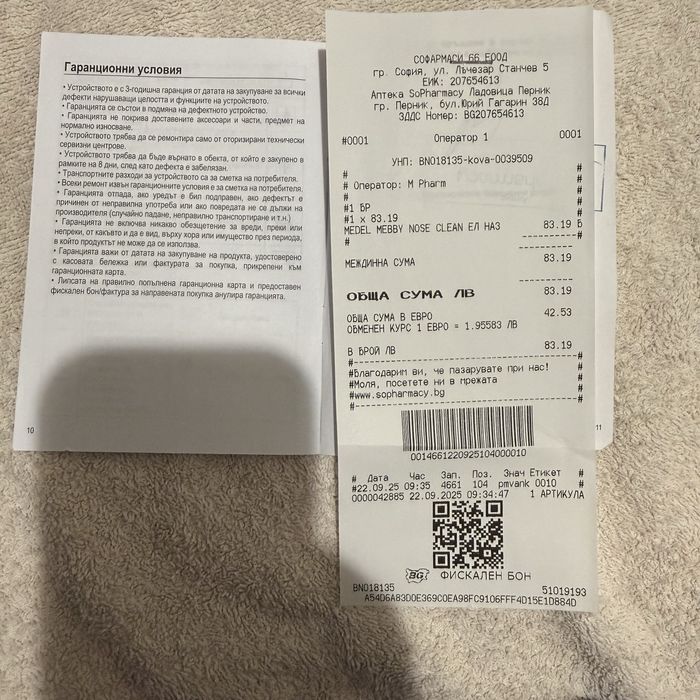 Гаранционни условия
• Устройството е с 3-годишна гаранция от датата на закупуване за всички
дефекти нарушаващи целостта и функциите на устройството.
• Гаранцията се състои в подмяна на дефектното устройство.
• Гаранцията не покрива доставените аксесоари и части, предмет на
нормално износване.
• Устройството трябва да се ремонтира само от оторизирани технически
сервизни центрове.
• Устройството трябва да бъде върнато в обекта, от който е закупено в
рамките на 8 дни, след като дефекта е забелязан.
• Транспортните разходи за устройството са за сметка на потребителя.
• Всеки ремонт извън гаранционните условия е за сметка на потребителя.
• Гаранцията отпада, ако уредът е бил подправян, ако дефектът е
причинен от неправилна употреба или ако повредата не се дължи на
производителя (случайно падане, неправилно транспортиране и т.н.)
• Гаранцията не включва никакво обезщетение за вреди, преки или
непреки, от какъвто и да е вид, върху хора или имущество през периода,
в който продуктът не може да се използва.
• Гаранцията важи от датата на закупуване на продукта, удостоверено
с касовата бележка или фактурата за покупка, прикрепени към
гаранционната карта.
• Липсата на правилно попълнена гаранционна карта и предоставен
фискален бон/фактура за направената покупка анулира гаранцията.
10
СОФАРМАСИ 66 ЕООД
гр. София, ул. Лъчезар Станчев 5
ЕИК: 207654613
Аптека SoPharmacy Ладовица Перник
гр. Перник, бул.Юрий Гагарин 38Д
ЗДДС Номер: BG207654613
#0001 Оператор 1 0001
УНП: BN018135-kova-0039509
#--------------------------------------#
# #
# Оператор: M Pharm #
# #
#1 БР
#1 x 83.19
MEDEL MEBBY NOSE CLEAN ЕЛ НАЗ 83.19 Б
# #
МЕЖДИННА СУМА 83.19
ОБЩА СУМА ЛВ 83.19
ОБЩА СУМА В ЕВРО 42.53
ОБМЕНЕН КУРС 1 ЕВРО = 1.95583 ЛВ
В БРОЙ ЛВ 83.19
#--------------------------------------#
#Благодарим ви, че пазарувате при нас! #
#Моля, посетете ни в мрежата #
#www.sopharmacy.bg #
#--------------------------------------#
0014661220925104000010
# Дата Час Зап. Поз. Знач Етикет #
#22.09.25 09:35 4661 104 pmvank 0010 #
0000042885 22.09.2025 09:34:47 1 АРТИКУЛА
BG ФИСКАЛЕН БОН
BN018135 51019193
A54D6A83D0E369C0EA98FC9106FFF4D15E1D884D
11